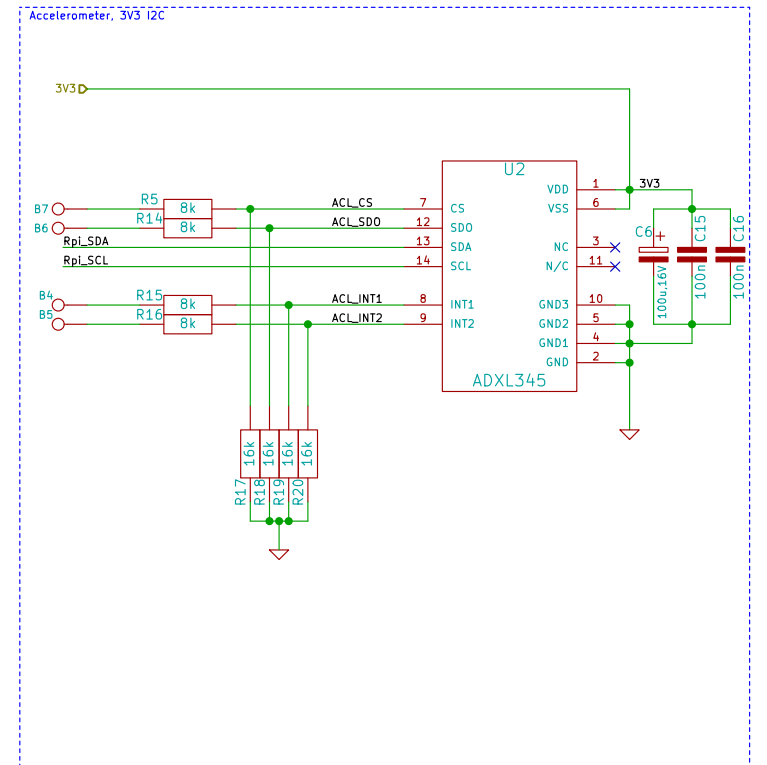 Accelerometer, 3V3 I2C
3V3
U2
VDD 1 3V3
VSS 6
B7 R5 8k ACL_CS 7 CS
B6 R14 8k ACL_SDO 12 SDO
Rpi_SDA 13 SDA NC 3
Rpi_SCL 14 SCL N/C 11
C6 + 100u,16V
C15 100n
C16 100n
B4 R15 8k ACL_INT1 8 INT1 GND3 10
B5 R16 8k ACL_INT2 9 INT2 GND2 5
GND1 4
GND 2
ADXL345
16k 16k 16k 16k
R17 R18 R19 R20